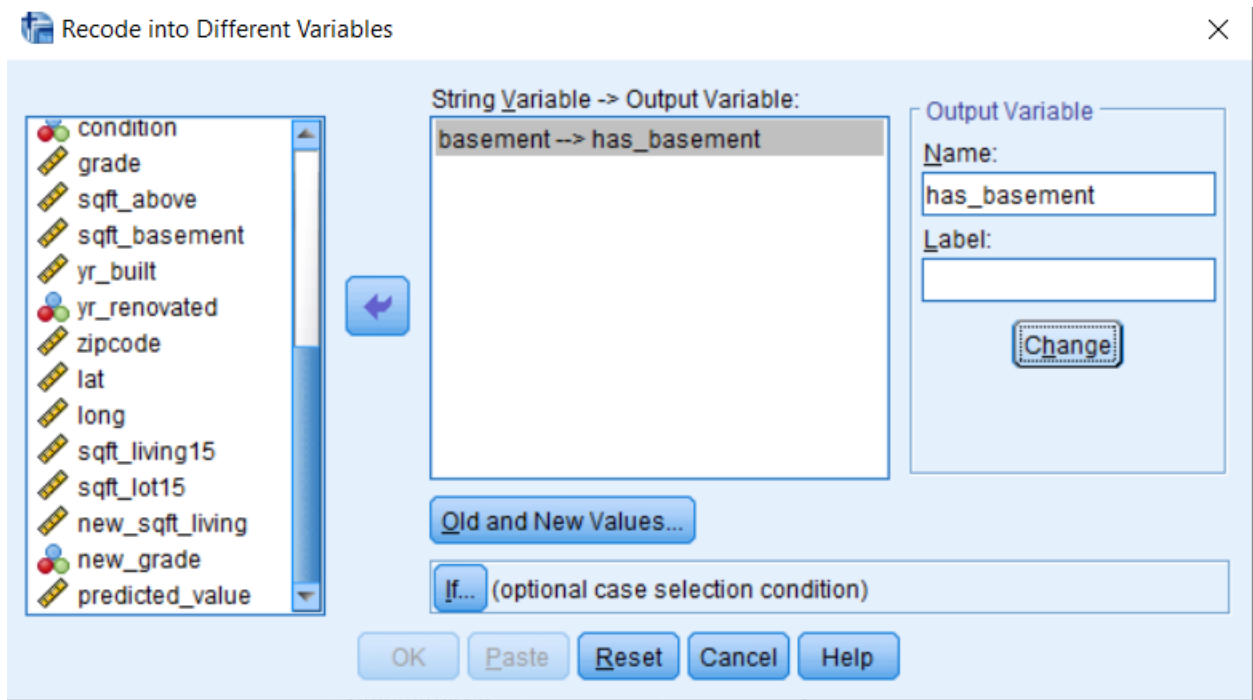 Recode into Different Variables
condition
grade
sqft_above
sqft_basement
yr_built
yr_renovated
zipcode
lat
long
sqft_living15
sqft_lot15
new_sqft_living
new_grade
predicted_value
String Variable -> Output Variable:
basement --> has_basement
Old and New Values...
If... (optional case selection condition)
Output Variable
Name:
has_basement
Label:
Change
OK Paste Reset Cancel Help